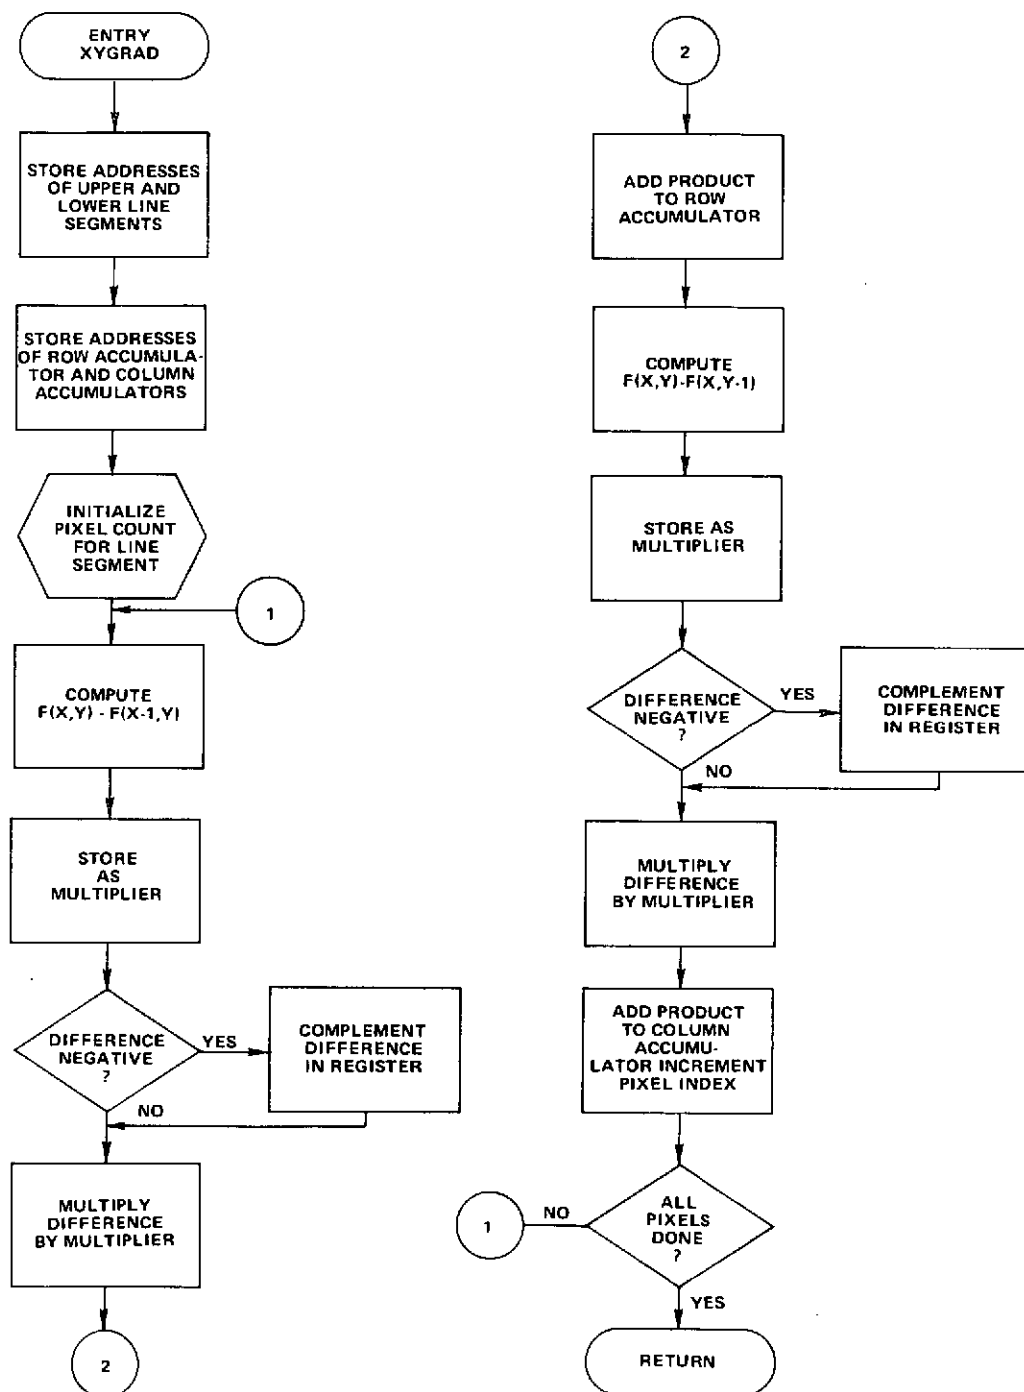 ENTRY
XYGRAD
STORE ADDRESSES
OF UPPER AND
LOWER LINE
SEGMENTS
STORE ADDRESSES
OF ROW ACCUMULA-
TOR AND COLUMN
ACCUMULATORS
INITIALIZE
PIXEL COUNT
FOR LINE
SEGMENT
1
COMPUTE
F(X,Y) - F(X-1,Y)
STORE
AS
MULTIPLIER
DIFFERENCE
NEGATIVE
?
YES
COMPLEMENT
DIFFERENCE
IN REGISTER
NO
MULTIPLY
DIFFERENCE
BY MULTIPLIER
2
2
ADD PRODUCT
TO ROW
ACCUMULATOR
COMPUTE
F(X,Y)-F(X,Y-1)
STORE AS
MULTIPLIER
DIFFERENCE
NEGATIVE
?
YES
COMPLEMENT
DIFFERENCE
IN REGISTER
NO
MULTIPLY
DIFFERENCE
BY MULTIPLIER
ADD PRODUCT
TO COLUMN
ACCUMU-
LATOR INCREMENT
PIXEL INDEX
ALL
PIXELS
DONE
?
NO
1
YES
RETURN